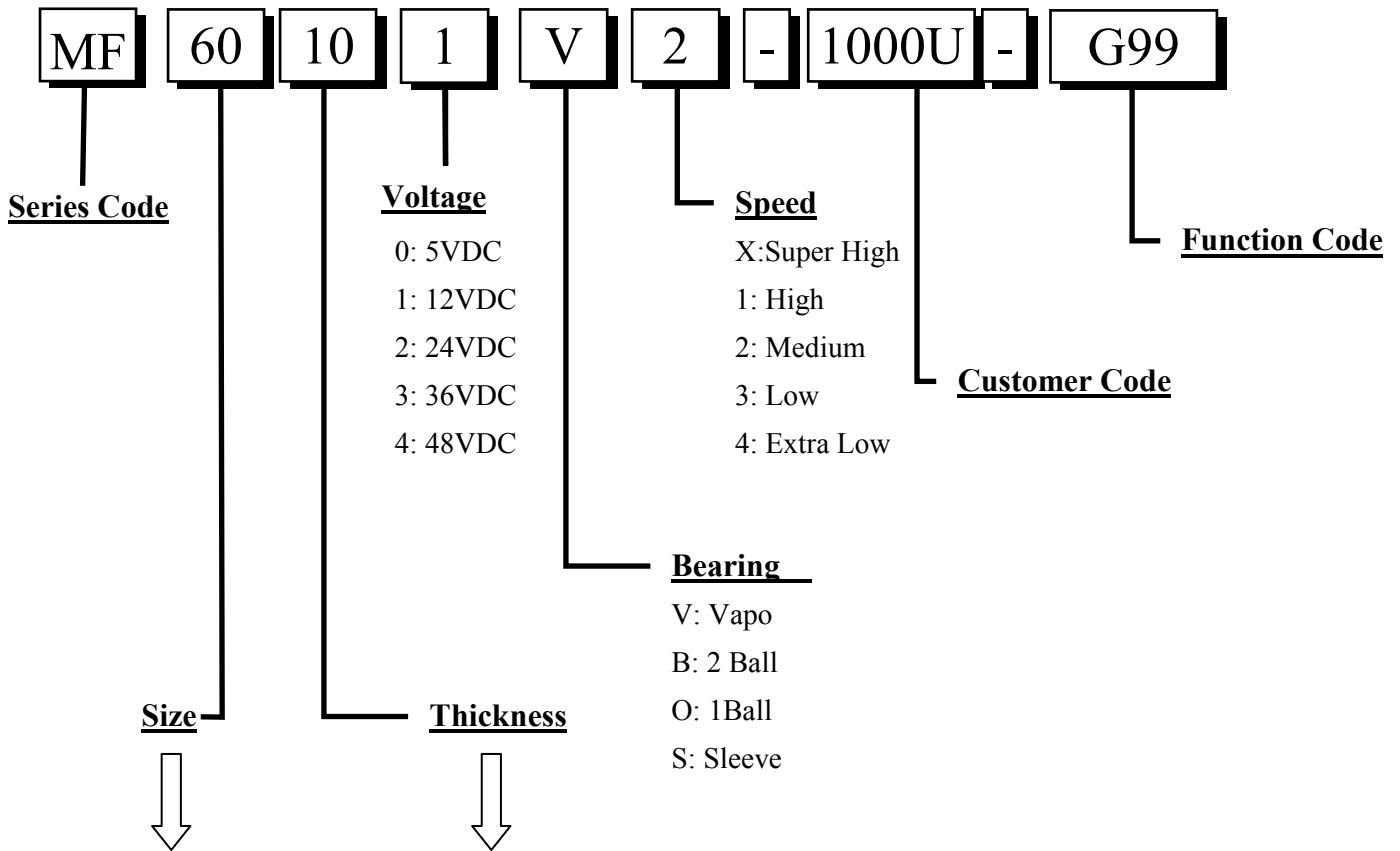 MF 60 10 1 V 2 - 1000U - G99
Series Code
Voltage
0: 5VDC
1: 12VDC
2: 24VDC
3: 36VDC
4: 48VDC
Speed
X:Super High
1: High
2: Medium
3: Low
4: Extra Low
Function Code
Customer Code
Bearing
V: Vapo
B: 2 Ball
O: 1Ball
S: Sleeve
Size
Thickness